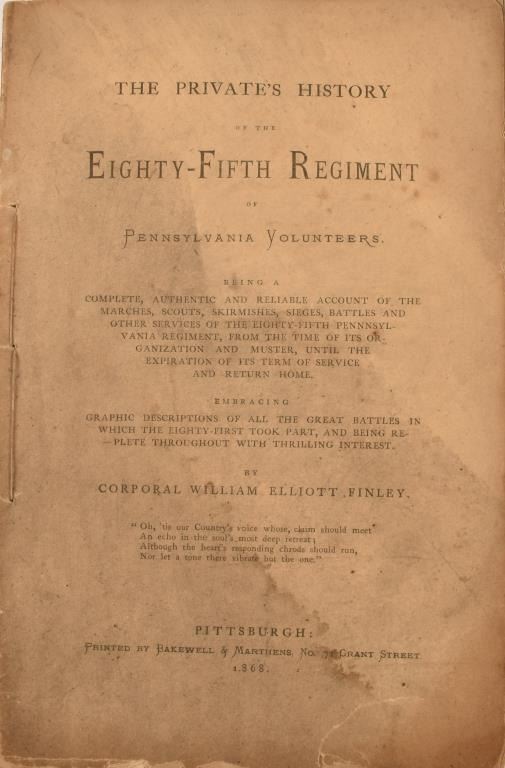 THE PRIVATE'S HISTORY
OF THE
EIGHTY-FIFTH REGIMENT
OF
PENNSYLVANIA VOLUNTEERS.
BEING A
COMPLETE, AUTHENTIC AND RELIABLE ACCOUNT OF THE
MARCHES, SCOUTS, SKIRMISHES, SIEGES, BATTLES AND
OTHER SERVICES OF THE EIGHTY-FIFTH PENNNSYL-
VANIA REGIMENT, FROM THE TIME OF ITS OR-
GANIZATION AND MUSTER, UNTIL THE
EXPIRATION OF ITS TERM OF SERVICE
AND RETURN HOME.
EMBRACING
GRAPHIC DESCRIPTIONS OF ALL THE GREAT BATTLES IN
WHICH THE EIGHTY-FIRST TOOK PART, AND BEING RE-
—PLETE THROUGHOUT WITH THRILLING INTEREST.
BY
CORPORAL WILLIAM ELLIOTT FINLEY.
"Oh, 'tis our Country's voice whose, claim should meet
An echo in the soul's most deep retreat;
Although the heart's responding chrods should run,
Nor let a tone there vibrate but the one."
PITTSBURGH:
PRINTED BY BAKEWELL & MARTHENS, No. 71 GRANT STREET
1868.